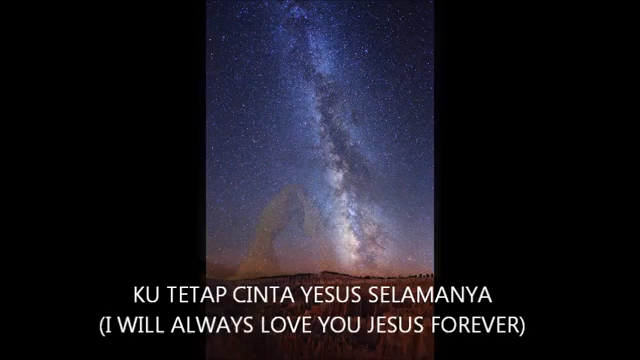 KU TETAP CINTA YESUS SELAMANYA
(I WILL ALWAYS LOVE YOU JESUS FOREVER)